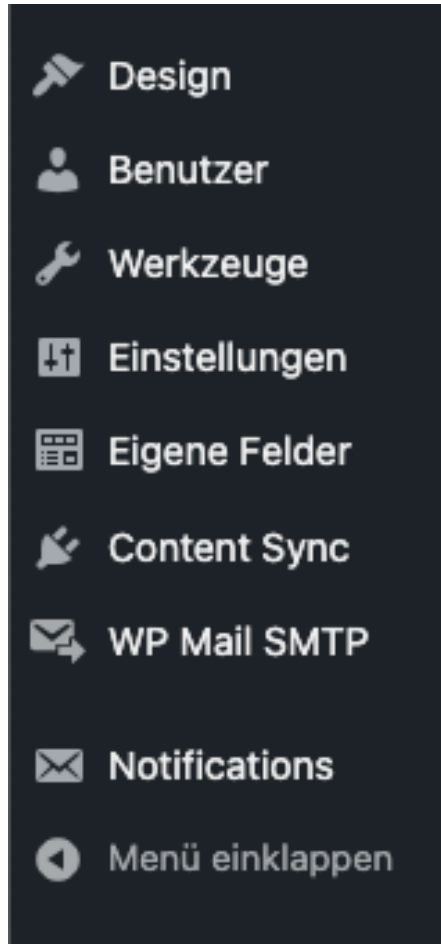 Design
Benutzer
Werkzeuge
Einstellungen
Eigene Felder
Content Sync
WP Mail SMTP
Notifications
Menü einklappen